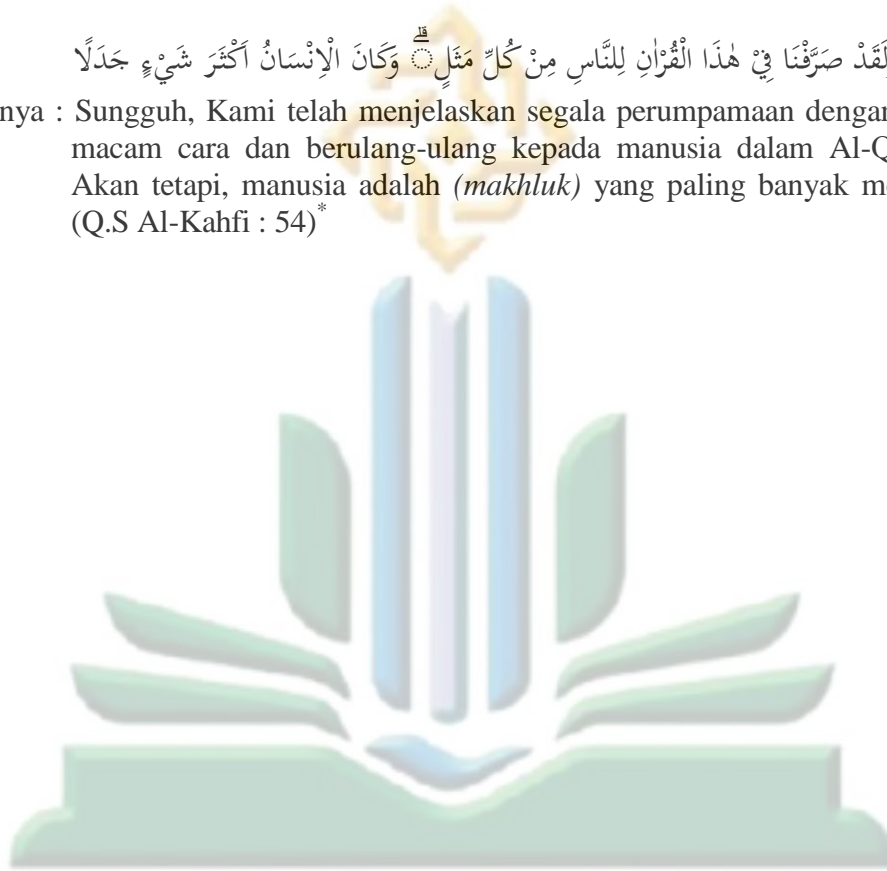 لَقَدْ صَرَّفْنَا فِيْ هٰذَا الْقُرْاٰنِ لِلنَّاسِ مِنْ كُلِّ مَثَلٍۗ وَكَانَ الْاِنْسَانُ اَكْثَرَ شَيْءٍ جَدَلًا
nya : Sungguh, Kami telah menjelaskan segala perumpamaan dengan
macam cara dan berulang-ulang kepada manusia dalam Al-Q
Akan tetapi, manusia adalah (makhluk) yang paling banyak me
(Q.S Al-Kahfi : 54)*